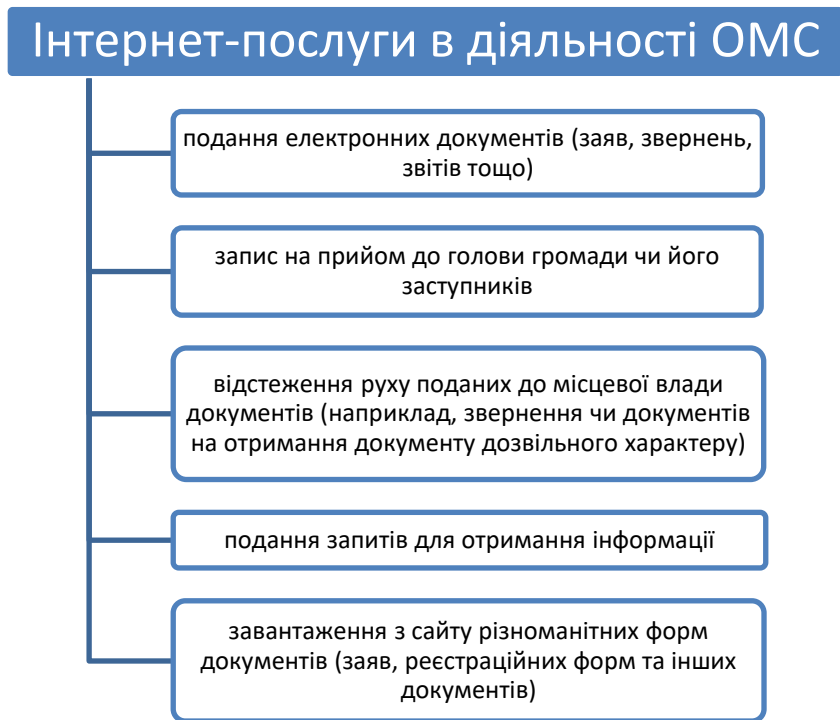 Інтернет-послуги в діяльності ОМС
подання електронних документів (заяв, звернень,
звітів тощо)
запис на прийом до голови громади чи його
заступників
відстеження руху поданих до місцевої влади
документів (наприклад, звернення чи документів
на отримання документу дозвільного характеру)
подання запитів для отримання інформації
завантаження з сайту різноманітних форм
документів (заяв, реєстраційних форм та інших
документів)